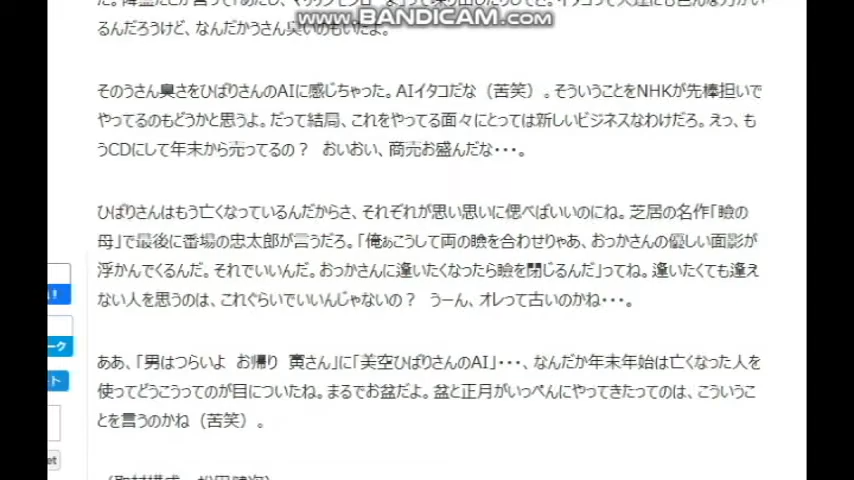 www.BANDICAM.com
るんだろうけど、なんだかうさん臭いのもいたよ。
そのうさん臭さをひばりさんのAIに感じちゃった。AIイタコだな（苦笑）。そういうことをNHKが先棒担いで
やってるのもどうかと思うよ。だって結局、これをやってる面々にとっては新しいビジネスなわけだろ。えっ、も
うCDにして年末から売ってるの？　おいおい、商売お盛んだな･･･。
ひばりさんはもう亡くなっているんだからさ、それぞれが思い思いに偲べばいいのにね。芝居の名作｢瞼の
母｣で最後に番場の忠太郎が言うだろ。｢俺ぁこうして両の瞼を合わせりゃあ、おっかさんの優しい面影が
浮かんでくるんだ。それでいいんだ。おっかさんに逢いたくなったら瞼を閉じるんだ｣ってね。逢いたくても逢え
ない人を思うのは、これぐらいでいいんじゃないの？　うーん、オレって古いのかね･･･。
ああ、｢男はつらいよ　お帰り　寅さん｣に｢美空ひばりさんのAI｣･･･、なんだか年末年始は亡くなった人を
使ってどうこうってのが目についたね。まるでお盆だよ。盆と正月がいっぺんにやってきたってのは、こういうこ
とを言うのかね（苦笑）。